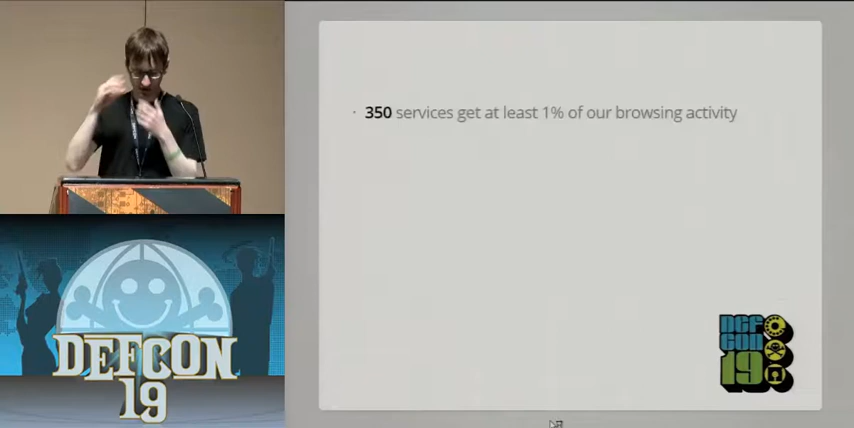 · 350 services get at least 1% of our browsing activity
DEFCON
19
DEF
CON
19